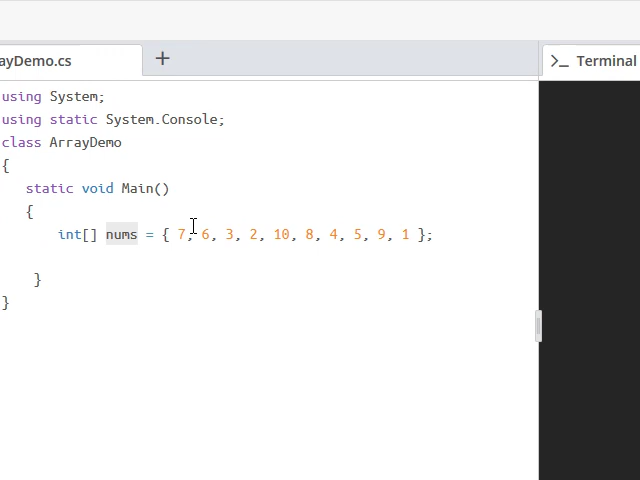 ayDemo.cs
+
>_ Terminal
using System;
using static System.Console;
class ArrayDemo
{
static void Main()
{
int[] nums = { 7, 6, 3, 2, 10, 8, 4, 5, 9, 1 };
}
}